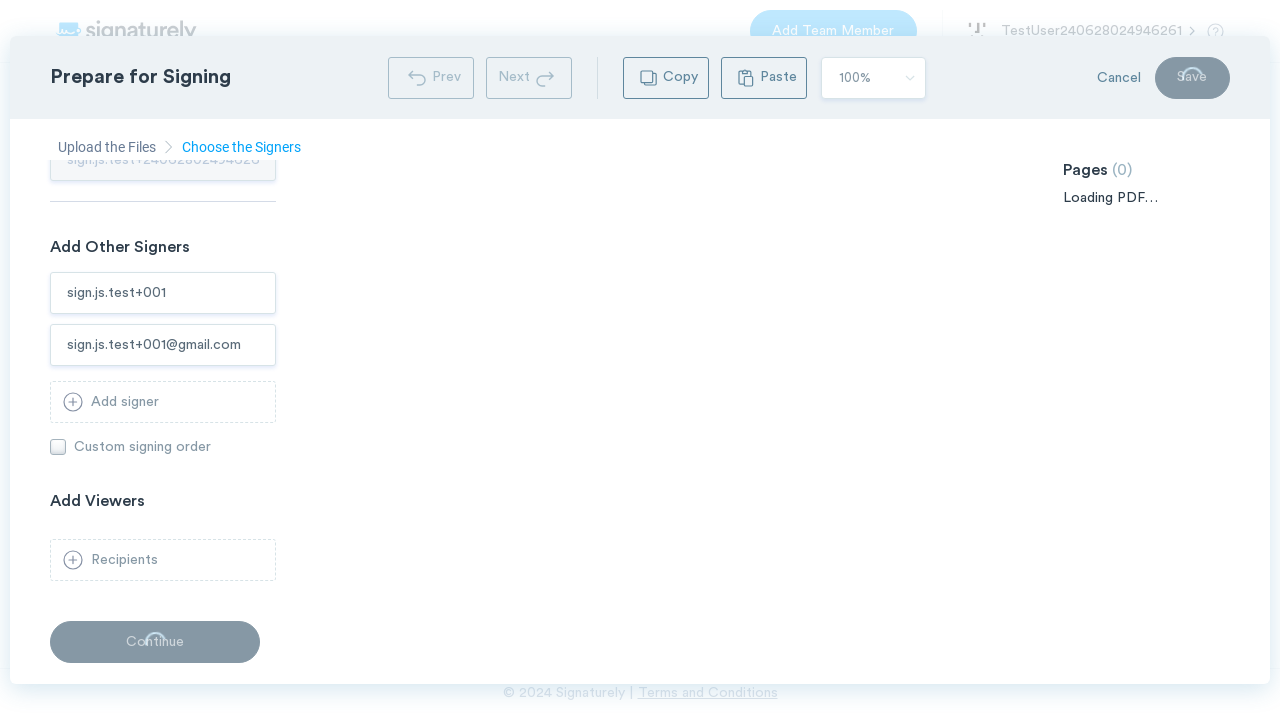 signaturely
Add Team Member
TestUser240628024946261
Prepare for Signing
Prev
Next
Copy
Paste
100%
Cancel
Save
Upload the Files
Choose the Signers
sign.js.test+24062802494626
Pages (0)
Loading PDF...
Add Other Signers
sign.js.test+001
sign.js.test+001@gmail.com
Add signer
Custom signing order
Add Viewers
Recipients
Continue
© 2024 Signaturely | Terms and Conditions